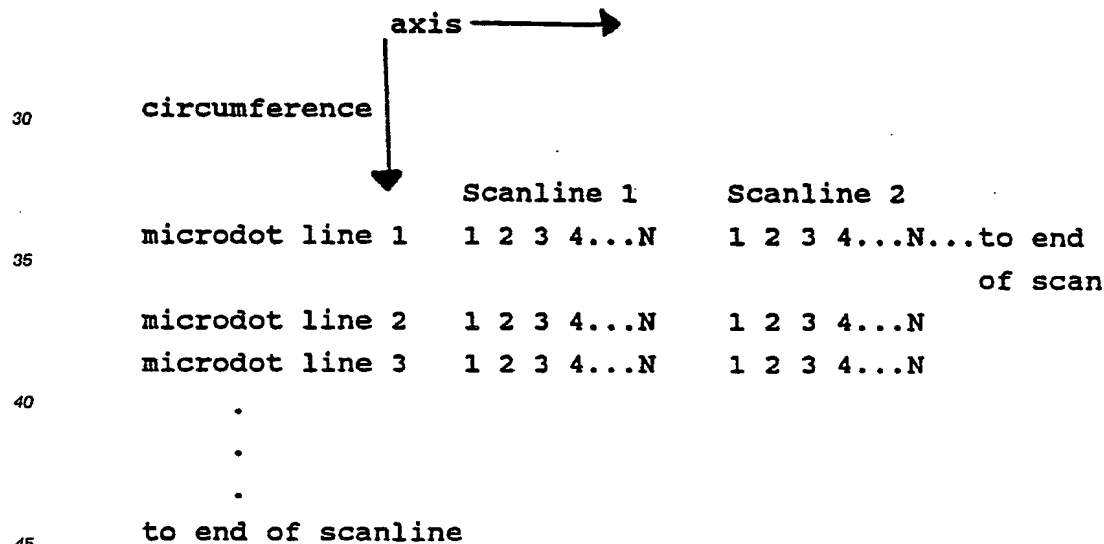 axis
30 circumference
Scanline 1 Scanline 2
microdot line 1 1 2 3 4...N 1 2 3 4...N...to end
35
of scan
microdot line 2 1 2 3 4...N 1 2 3 4...N
microdot line 3 1 2 3 4...N 1 2 3 4...N
40
.
.
.
to end of scanline
45